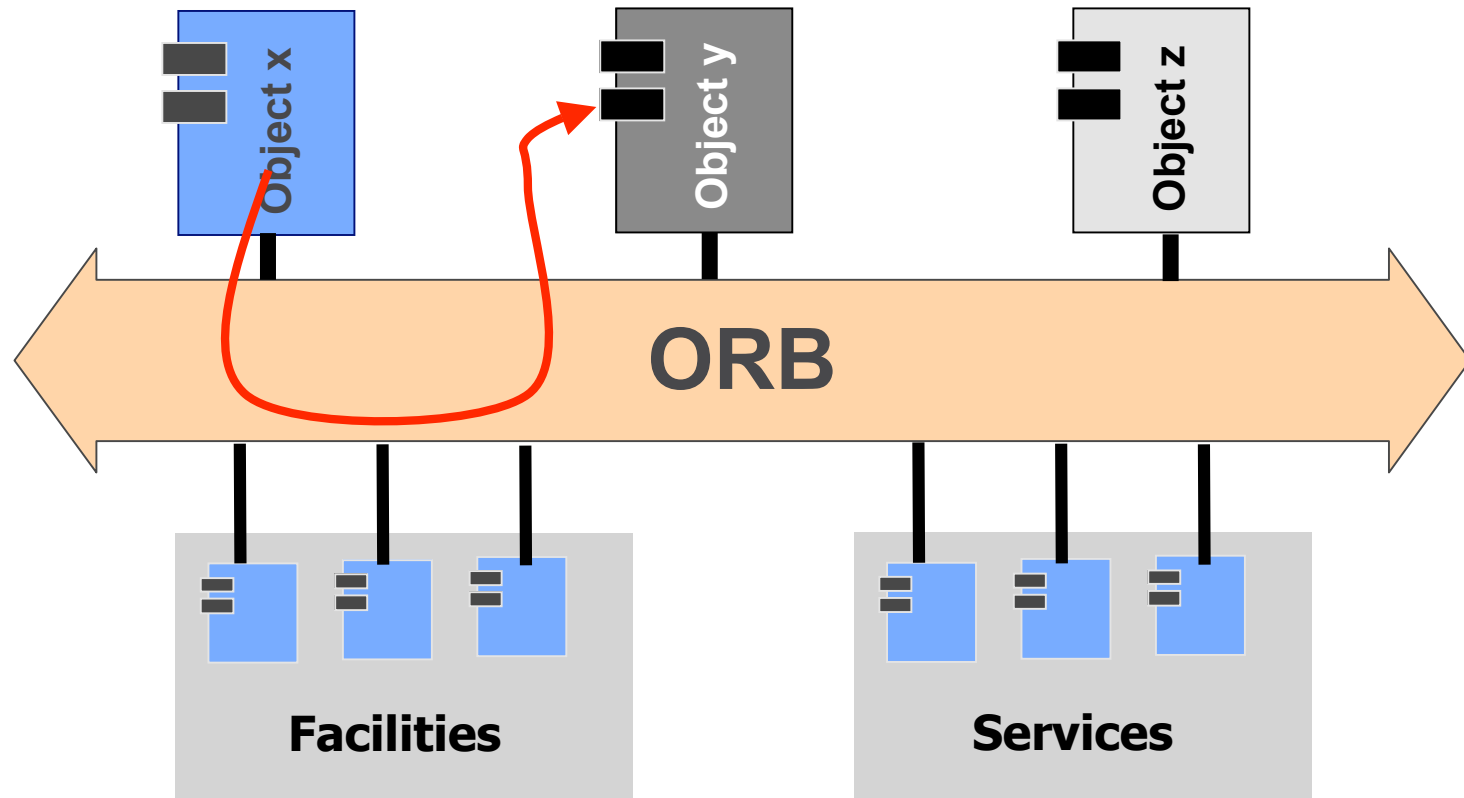 Object x
Object y
Object z
ORB
Facilities
Services